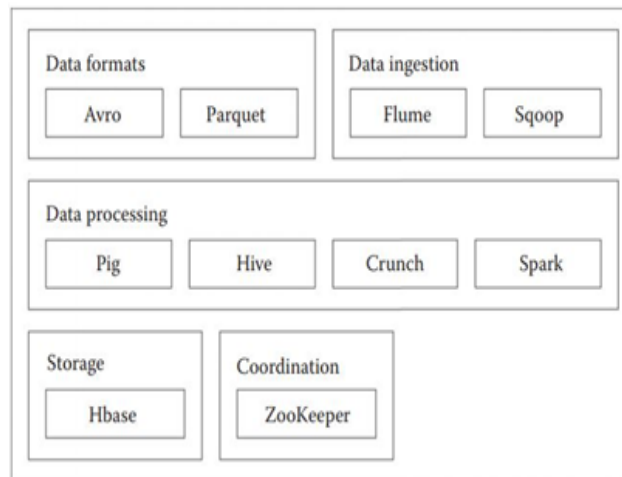 Data formats
Avro
Parquet
Data ingestion
Flume
Sqoop
Data processing
Pig
Hive
Crunch
Spark
Storage
Hbase
Coordination
ZooKeeper